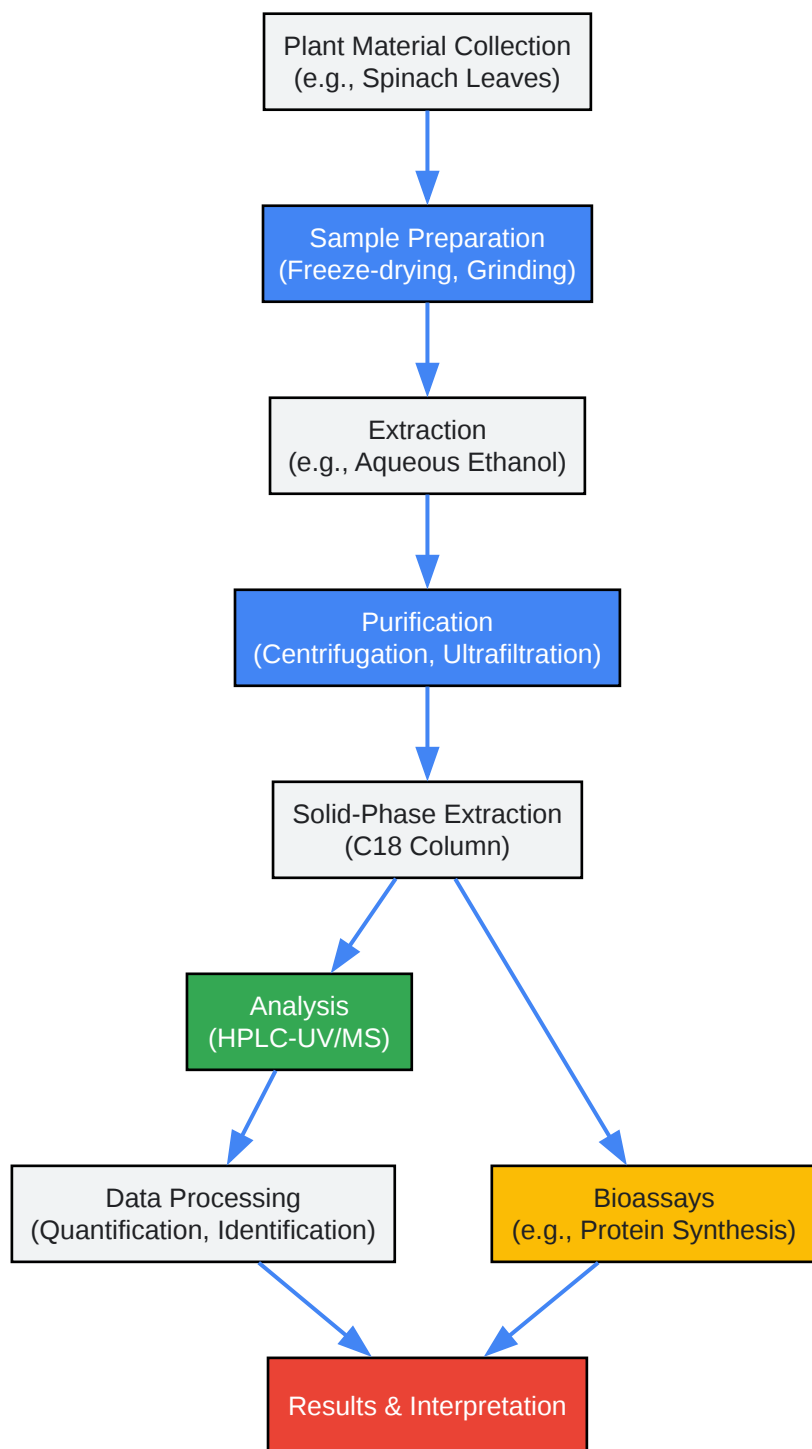 Plant Material Collection
(e.g., Spinach Leaves)
Sample Preparation
(Freeze-drying, Grinding)
Extraction
(e.g., Aqueous Ethanol)
Purification
(Centrifugation, Ultrafiltration)
Solid-Phase Extraction
(C18 Column)
Analysis
(HPLC-UV/MS)
Data Processing
(Quantification, Identification)
Bioassays
(e.g., Protein Synthesis)
Results & Interpretation